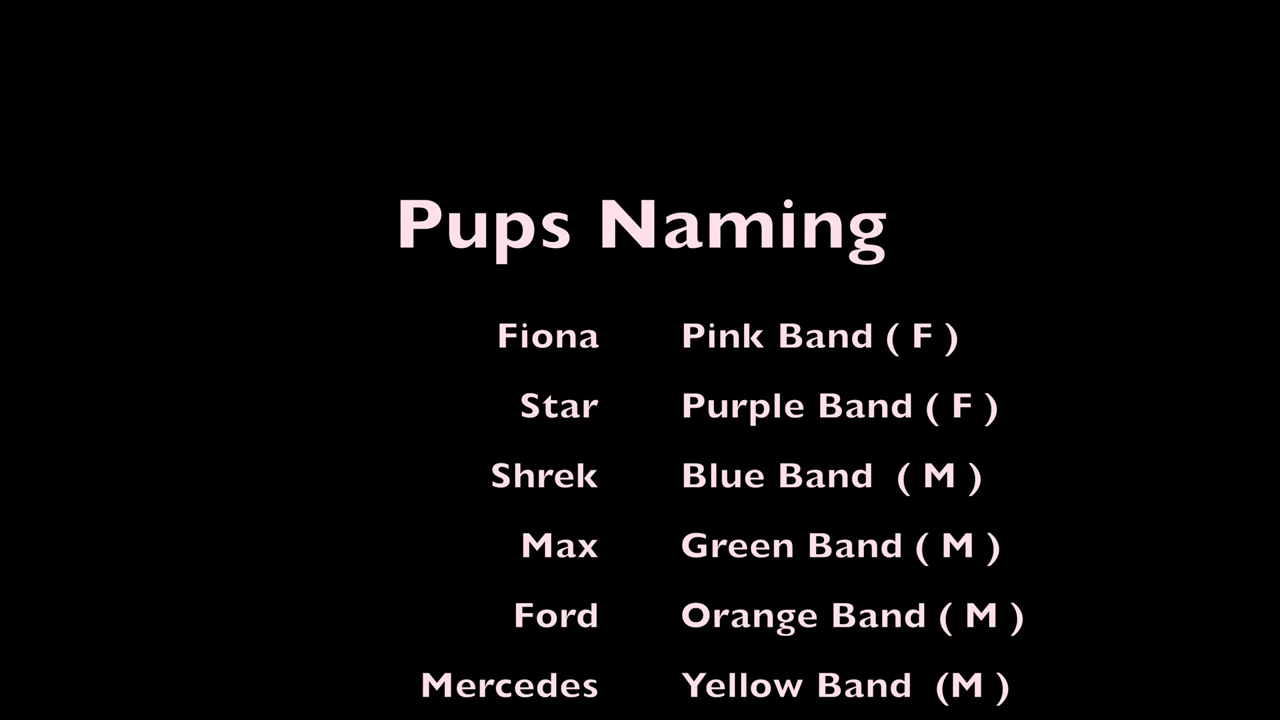 Pups Naming
Fiona Pink Band ( F )
Star Purple Band ( F )
Shrek Blue Band ( M )
Max Green Band ( M )
Ford Orange Band ( M )
Mercedes Yellow Band (M )